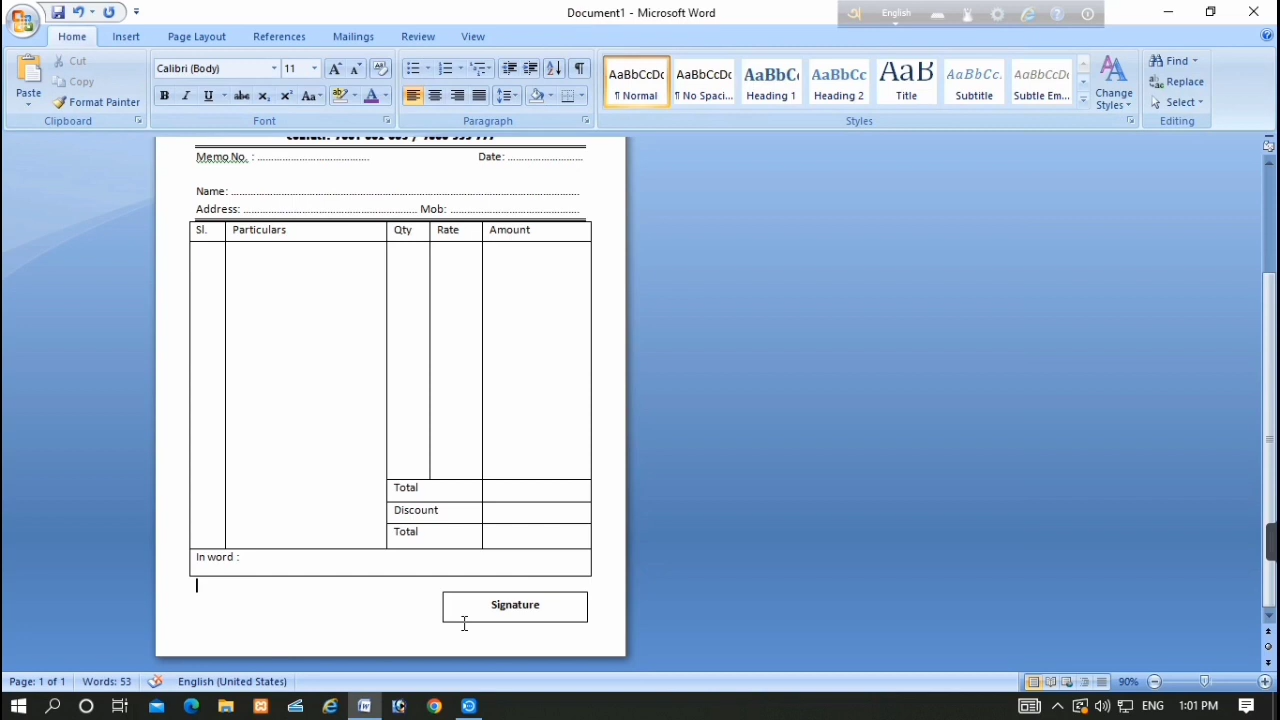 Document1 - Microsoft Word
English
Home Insert Page Layout References Mailings Review View
Paste
Cut
Copy
Format Painter
Clipboard
Calibri (Body) 11
Font
Paragraph
AaBbCcDc AaBbCcDc AaBbC( AaBbCc AaB AaBbCc. AaBbCcDc
¶ Normal ¶ No Spaci... Heading 1 Heading 2 Title Subtitle Subtle Em...
Change Styles
Styles
Find
Replace
Select
Editing
Memo No. : ........................................ Date: ............................
Name: ....................................................................................................................................
Address: ................................................................. Mob: ................................................
Sl. Particulars Qty Rate Amount
Total
Discount
Total
In word :
Signature
Page: 1 of 1 Words: 53 English (United States) 90%
ENG 1:01 PM